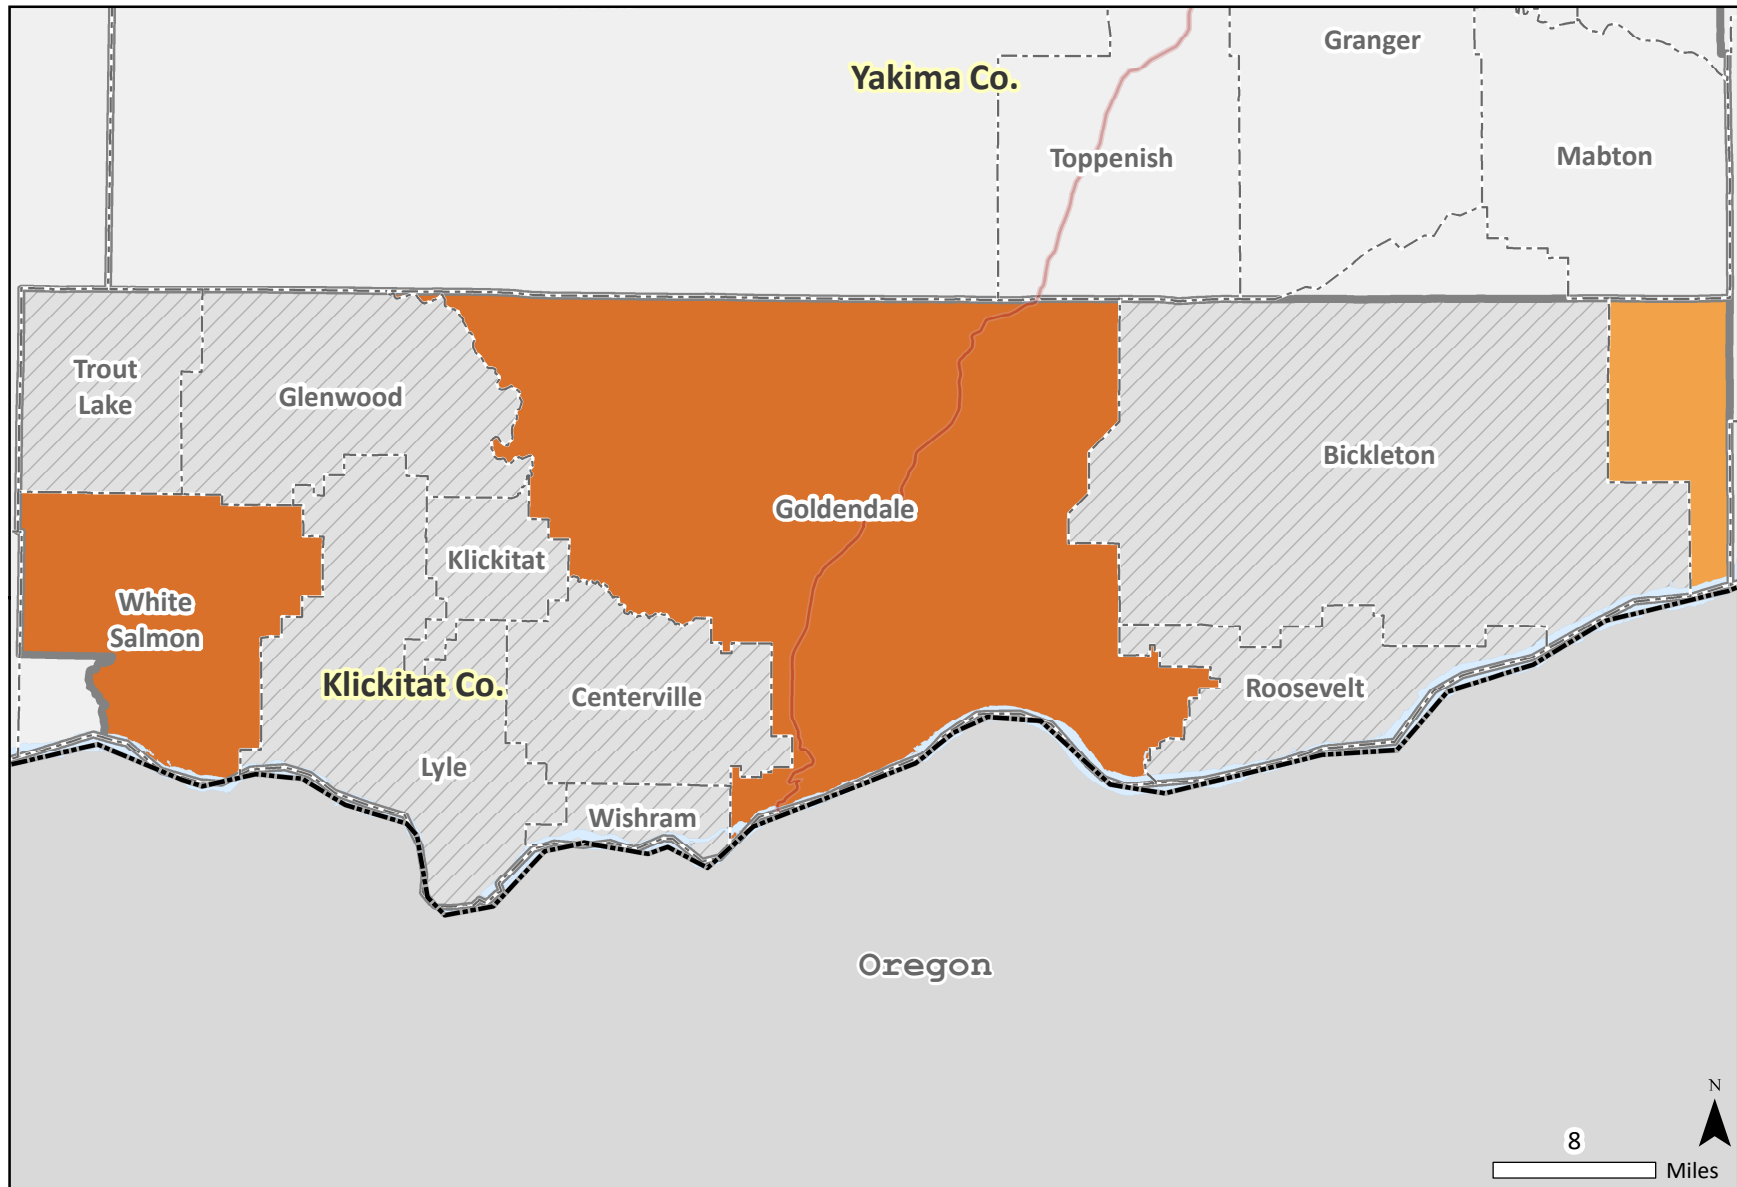 Granger
Yakima Co.
Toppenish
Mabton
Trout
Lake
Glenwood
Bickleton
Goldendale
Klickitat
White
Salmon
Klickitat Co.
Centerville
Roosevelt
Lyle
Wishram
Oregon
N
8
Miles